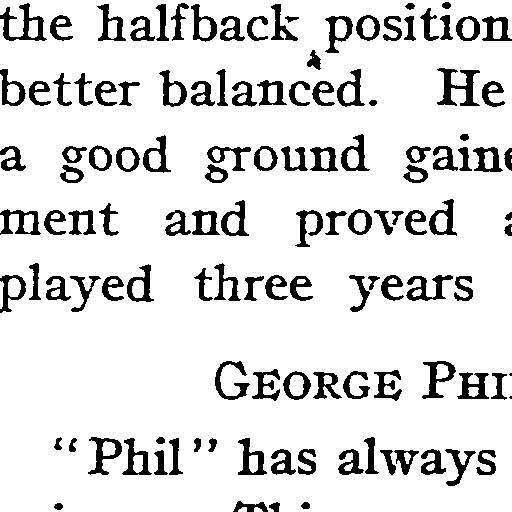 the halfback position
better balanced. He
a good ground gaine
ment and proved a
played three years
GEORGE PHI
"Phil" has always